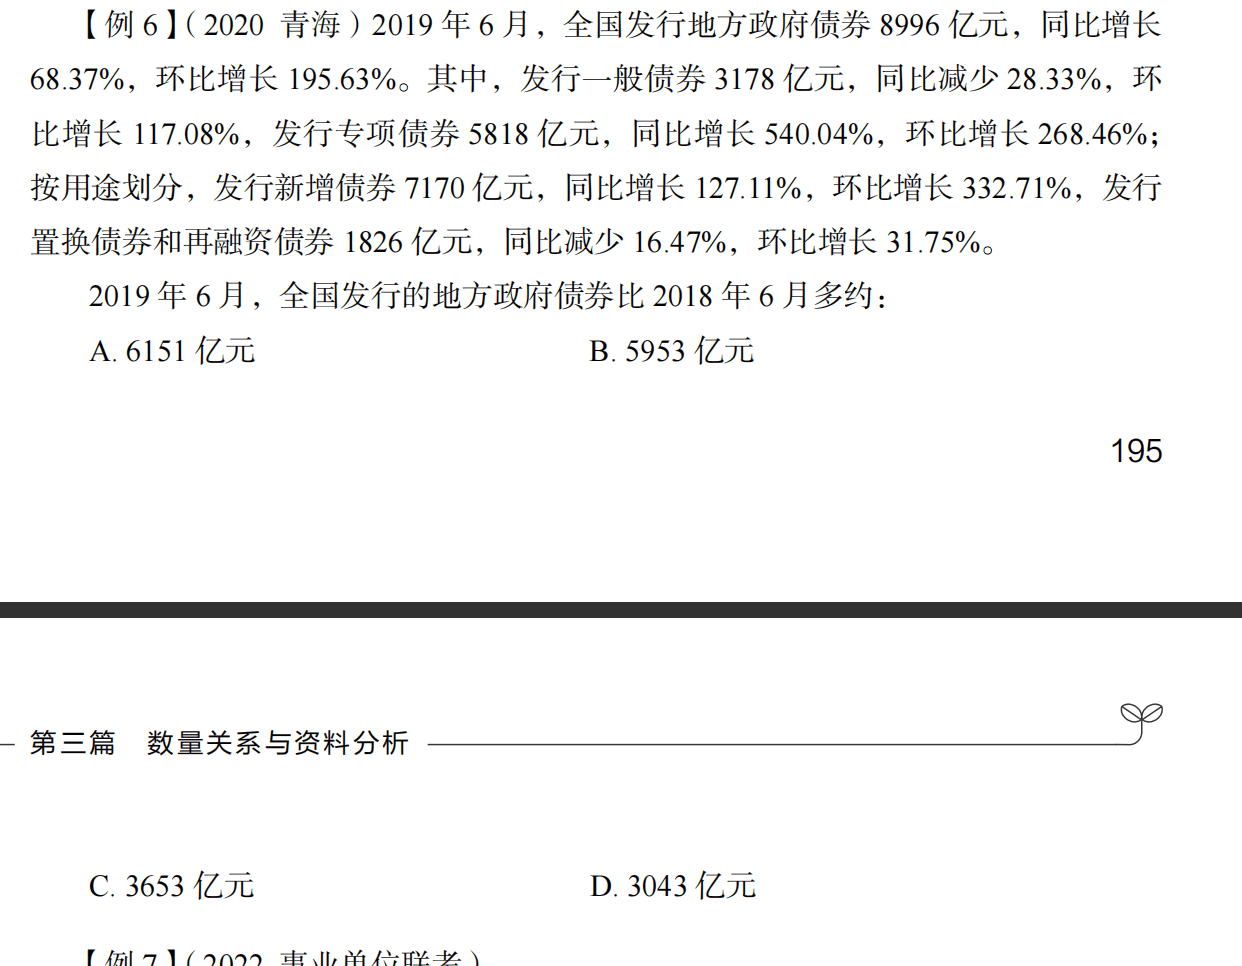 【例 6】（2020 青海）2019 年 6 月，全国发行地方政府债券 8996 亿元，同比增长
68.37%，环比增长 195.63%。其中，发行一般债券 3178 亿元，同比减少 28.33%，环
比增长 117.08%，发行专项债券 5818 亿元，同比增长 540.04%，环比增长 268.46%；
按用途划分，发行新增债券 7170 亿元，同比增长 127.11%，环比增长 332.71%，发行
置换债券和再融资债券 1826 亿元，同比减少 16.47%，环比增长 31.75%。
2019 年 6 月，全国发行的地方政府债券比 2018 年 6 月多约：
A. 6151 亿元 B. 5953 亿元
195
第三篇 数量关系与资料分析
C. 3653 亿元 D. 3043 亿元
【例 7】（2022 事业单位联考）